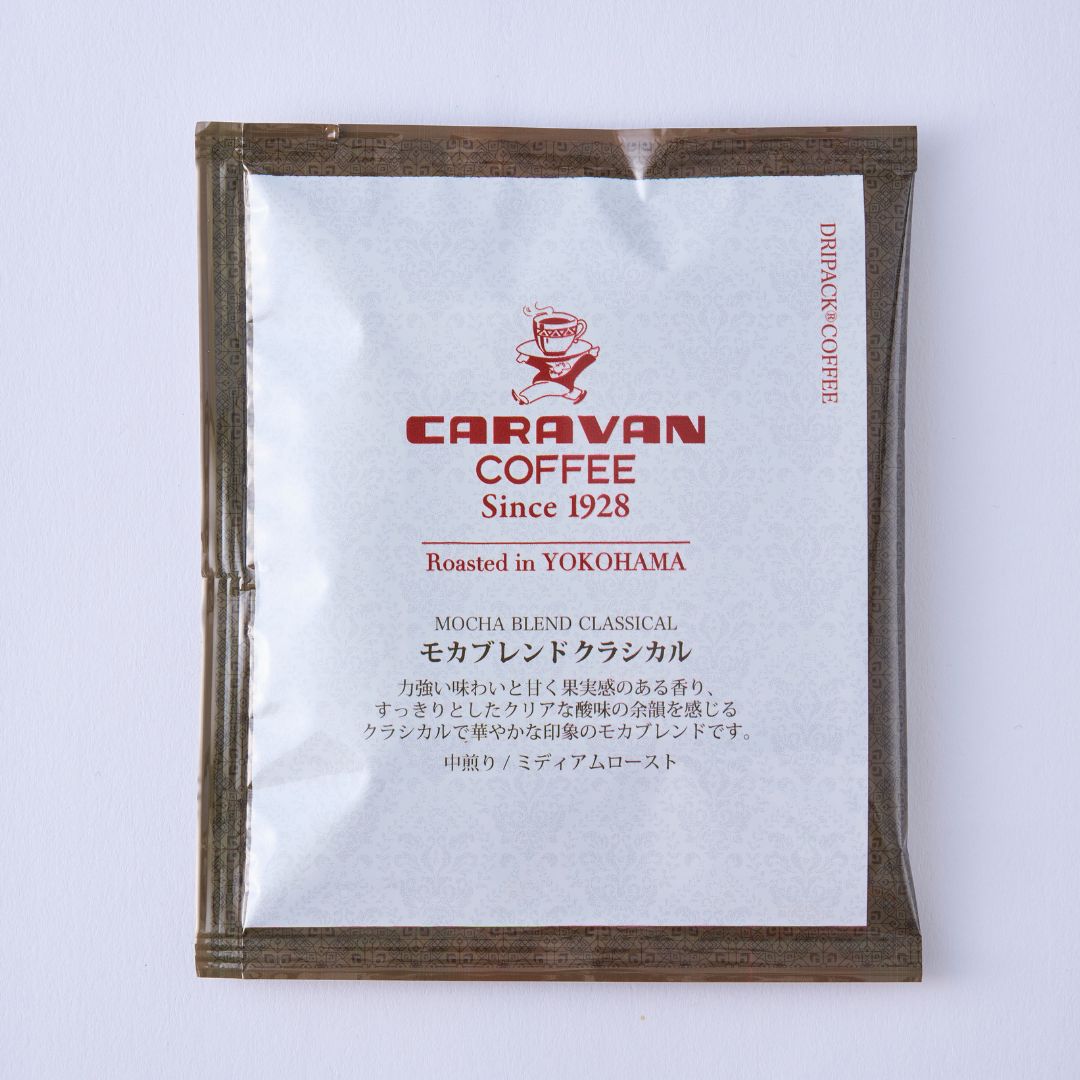 DRIPACK®COFFEE
CARAVAN
COFFEE
Since 1928
Roasted in YOKOHAMA
MOCHA BLEND CLASSICAL
モカブレンドクラシカル
力強い味わいと甘く果実感のある香り、
すっきりとしたクリアな酸味の余韻を感じる
クラシカルで華やかな印象のモカブレンドです。
中煎り / ミディアムロースト